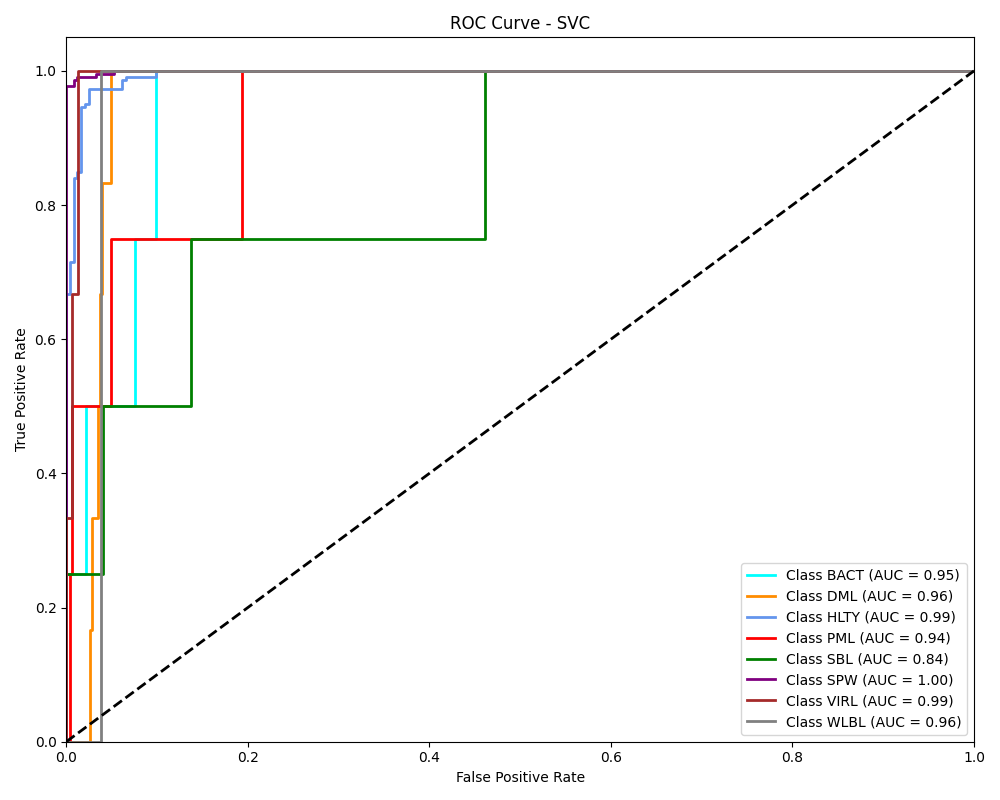 ROC Curve - SVC
True Positive Rate
1.0
0.8
0.6
0.4
0.2
0.0
0.0 0.2 0.4 0.6 0.8 1.0
False Positive Rate
Class BACT (AUC = 0.95)
Class DML (AUC = 0.96)
Class HLTY (AUC = 0.99)
Class PML (AUC = 0.94)
Class SBL (AUC = 0.84)
Class SPW (AUC = 1.00)
Class VIRL (AUC = 0.99)
Class WLBL (AUC = 0.96)